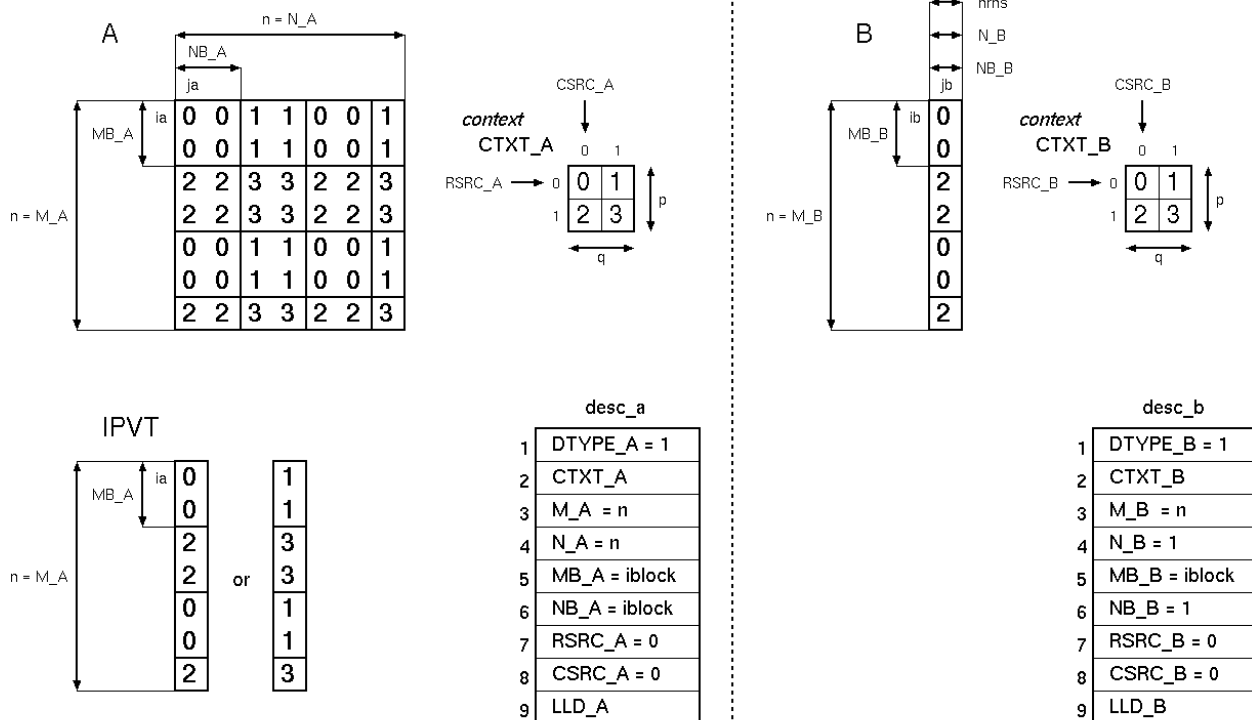 n = N_A
A
NB_A
ja
ia
MB_A
n = M_A
0 0 1 1 0 0 1
0 0 1 1 0 0 1
2 2 3 3 2 2 3
2 2 3 3 2 2 3
0 0 1 1 0 0 1
0 0 1 1 0 0 1
2 2 3 3 2 2 3
CSRC_A
context
CTXT_A
0 1
RSRC_A
0
0 1
1
2 3
p
q
nrhs
B
N_B
NB_B
jb
ib
MB_B
n = M_B
0
0
2
2
0
0
2
CSRC_B
context
CTXT_B
0 1
RSRC_B
0
0 1
1
2 3
p
q
IPVT
ia
MB_A
n = M_A
0
0
2
2
0
0
2
or
1
1
3
3
1
1
3
desc_a
1 DTYPE_A = 1
2 CTXT_A
3 M_A = n
4 N_A = n
5 MB_A = iblock
6 NB_A = iblock
7 RSRC_A = 0
8 CSRC_A = 0
9 LLD_A
desc_b
1 DTYPE_B = 1
2 CTXT_B
3 M_B = n
4 N_B = 1
5 MB_B = iblock
6 NB_B = 1
7 RSRC_B = 0
8 CSRC_B = 0
9 LLD_B